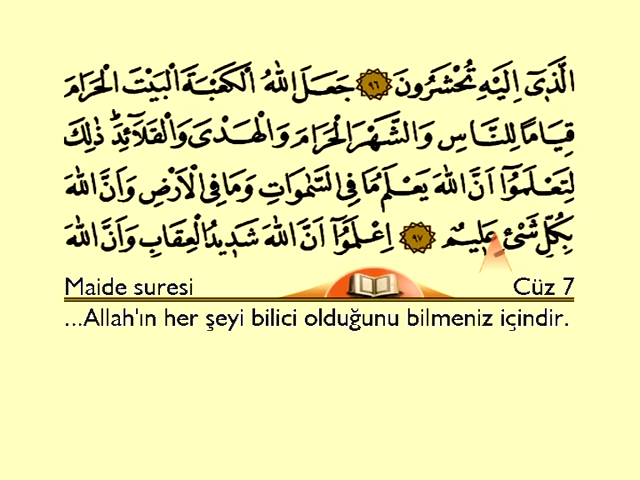 الَّذٖٓى اِلَيْهِ تُحْشَرُونَ ﴿٩٦﴾ جَعَلَ اللّٰهُ الْكَعْبَةَ الْبَيْتَ الْحَرَامَ
قِيَامًا لِلنَّاسِ وَالشَّهْرَ الْحَرَامَ وَالْهَدْىَ وَالْقَلَٓائِدَؕ ذٰلِكَ
لِتَعْلَمُٓوا اَنَّ اللّٰهَ يَعْلَمُ مَا فِى السَّمٰوَاتِ وَمَا فِى الْاَرْضِ وَاَنَّ اللّٰهَ
بِكُلِّ شَیْءٍ عَلٖيمٌ ﴿٩٧﴾ اِعْلَمُٓوا اَنَّ اللّٰهَ شَدٖيدُ الْعِقَابِ وَاَنَّ اللّٰهَ
Maide suresi Cüz 7
...Allah'ın her şeyi bilici olduğunu bilmeniz içindir.